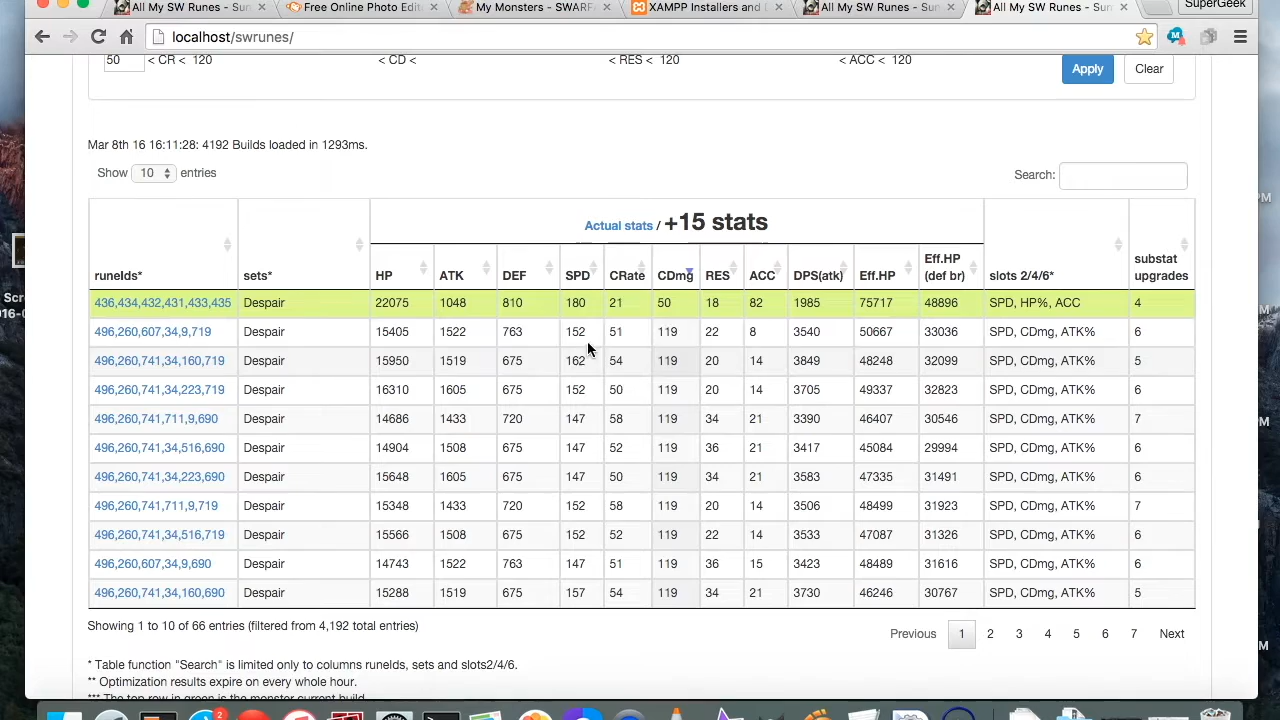 All My SW Runes - Sun
Free Online Photo Edit
My Monsters - SWARF
XAMPP Installers and
All My SW Runes - Sun
All My SW Runes - Sun
SuperGeek
localhost/swrunes/
50 < CR < 120 < CD < < RES < 120 < ACC < 120 Apply Clear
Mar 8th 16 16:11:28: 4192 Builds loaded in 1293ms.
Show 10 entries Search:
Actual stats / +15 stats
runeIds* sets* HP ATK DEF SPD CRate CDmg RES ACC DPS(atk) Eff.HP Eff.HP (def br) slots 2/4/6* substat upgrades
436,434,432,431,433,435 Despair 22075 1048 810 180 21 50 18 82 1985 75717 48896 SPD, HP%, ACC 4
496,260,607,34,9,719 Despair 15405 1522 763 152 51 119 22 8 3540 50667 33036 SPD, CDmg, ATK% 6
496,260,741,34,160,719 Despair 15950 1519 675 162 54 119 20 14 3849 48248 32099 SPD, CDmg, ATK% 5
496,260,741,34,223,719 Despair 16310 1605 675 152 50 119 20 14 3705 49337 32823 SPD, CDmg, ATK% 6
496,260,741,711,9,690 Despair 14686 1433 720 147 58 119 34 21 3390 46407 30546 SPD, CDmg, ATK% 7
496,260,741,34,516,690 Despair 14904 1508 675 147 52 119 36 21 3417 45084 29994 SPD, CDmg, ATK% 6
496,260,741,34,223,690 Despair 15648 1605 675 147 50 119 34 21 3583 47335 31491 SPD, CDmg, ATK% 6
496,260,741,711,9,719 Despair 15348 1433 720 152 58 119 20 14 3506 48499 31923 SPD, CDmg, ATK% 7
496,260,741,34,516,719 Despair 15566 1508 675 152 52 119 22 14 3533 47087 31326 SPD, CDmg, ATK% 6
496,260,607,34,9,690 Despair 14743 1522 763 147 51 119 36 15 3423 48489 31616 SPD, CDmg, ATK% 6
496,260,741,34,160,690 Despair 15288 1519 675 157 54 119 34 21 3730 46246 30767 SPD, CDmg, ATK% 5
Showing 1 to 10 of 66 entries (filtered from 4,192 total entries) Previous 1 2 3 4 5 6 7 Next
* Table function "Search" is limited only to columns runeIds, sets and slots2/4/6.
** Optimization results expire on every whole hour.
*** The top row in green is the monster current build.